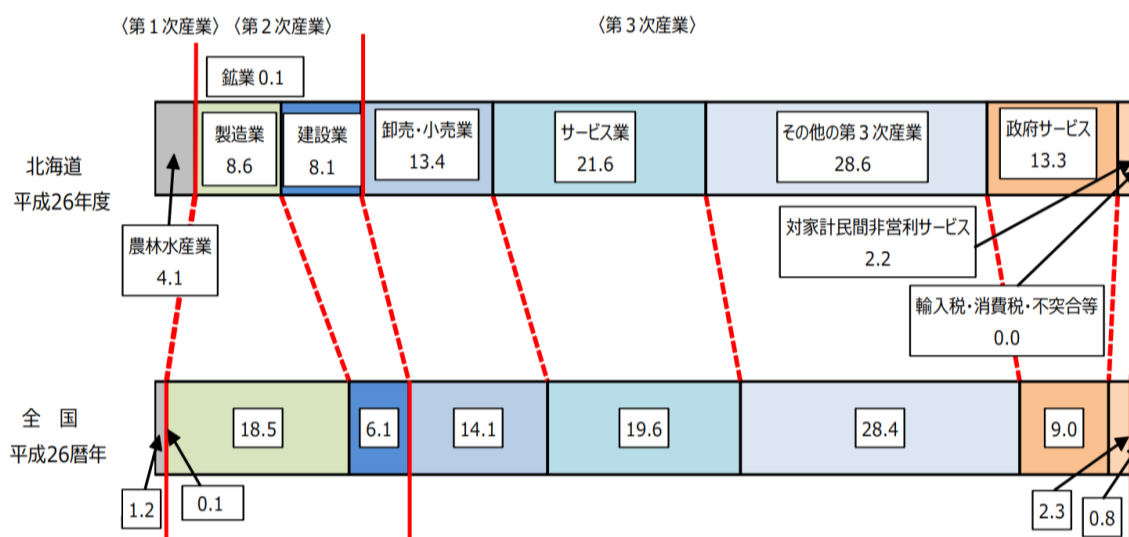 〈第1次産業〉〈第2次産業〉
〈第3次産業〉
鉱業 0.1
製造業
8.6
建設業
8.1
卸売・小売業
13.4
サービス業
21.6
その他の第3次産業
28.6
政府サービス
13.3
北海道
平成26年度
農林水産業
4.1
対家計民間非営利サービス
2.2
輸入税・消費税・不突合等
0.0
全 国
平成26暦年
18.5
6.1
14.1
19.6
28.4
9.0
1.2
0.1
2.3
0.8